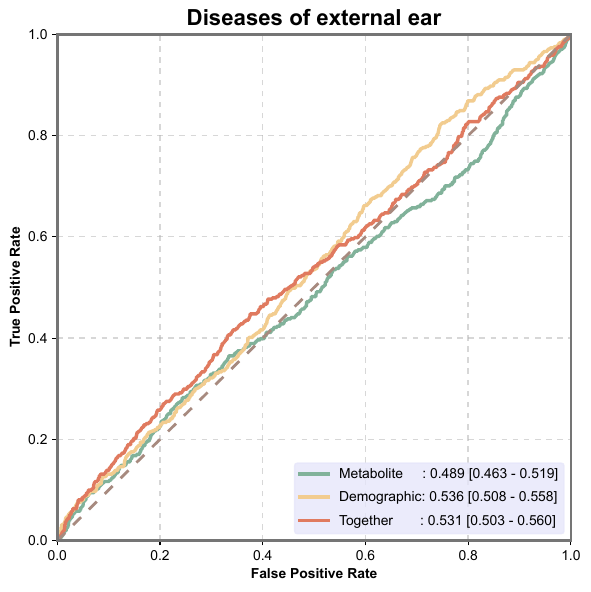 Diseases of external ear
1.0
0.8
0.6
0.4
0.2
0.0
True Positive Rate
Metabolite : 0.489 [0.463 - 0.519]
Demographic: 0.536 [0.508 - 0.558]
Together : 0.531 [0.503 - 0.560]
0.0 0.2 0.4 0.6 0.8 1.0
False Positive Rate